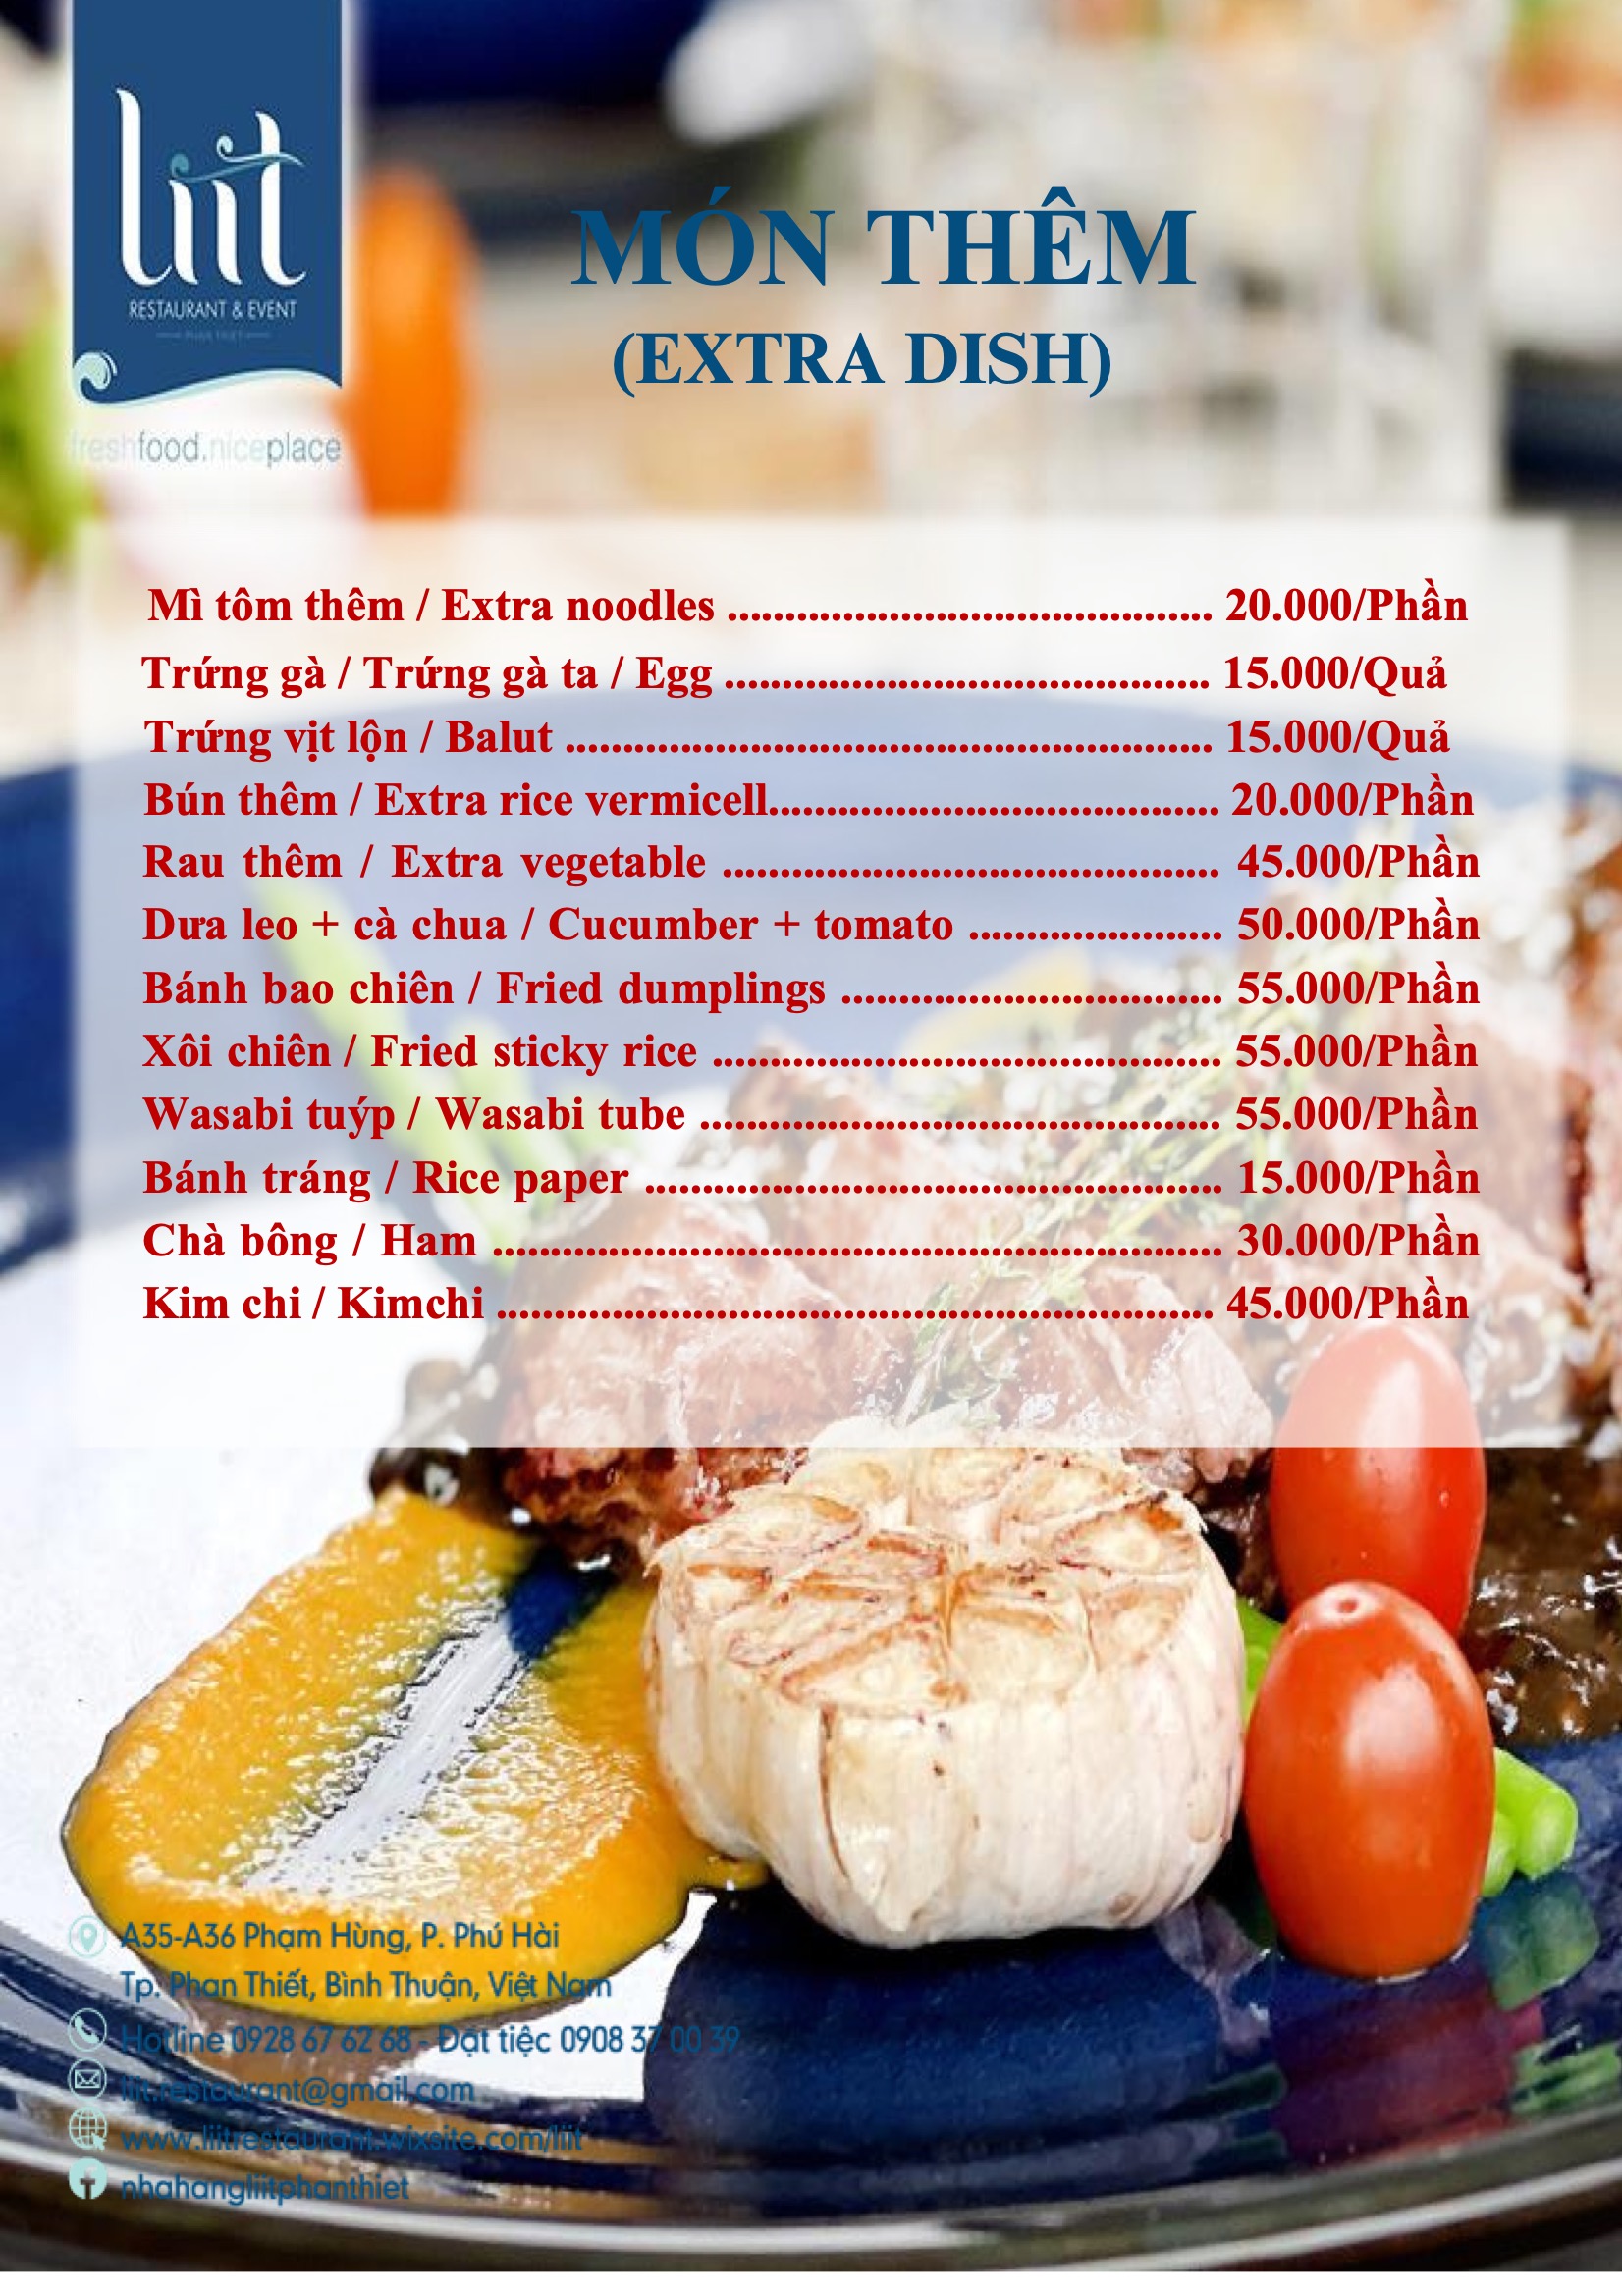 liit
RESTAURANT & EVENT
PHAN THIET
freshfood.niceplace
MÓN THÊM
(EXTRA DISH)
Mì tôm thêm / Extra noodles .......................................... 20.000/Phần
Trứng gà / Trứng gà ta / Egg .......................................... 15.000/Quả
Trứng vịt lộn / Balut ........................................................ 15.000/Quả
Bún thêm / Extra rice vermicell....................................... 20.000/Phần
Rau thêm / Extra vegetable ........................................... 45.000/Phần
Dưa leo + cà chua / Cucumber + tomato ...................... 50.000/Phần
Bánh bao chiên / Fried dumplings ................................. 55.000/Phần
Xôi chiên / Fried sticky rice ............................................ 55.000/Phần
Wasabi tuýp / Wasabi tube ............................................. 55.000/Phần
Bánh tráng / Rice paper .................................................. 15.000/Phần
Chà bông / Ham ............................................................... 30.000/Phần
Kim chi / Kimchi .............................................................. 45.000/Phần
A35-A36 Phạm Hùng, P. Phú Hài
Tp. Phan Thiết, Bình Thuận, Việt Nam
Hotline 0928 67 62 68 - Đặt tiệc 0908 37 00 39
liit.restaurant@gmail.com
www.liitrestaurant.wixsite.com/liit
nhahangliitphanthiet